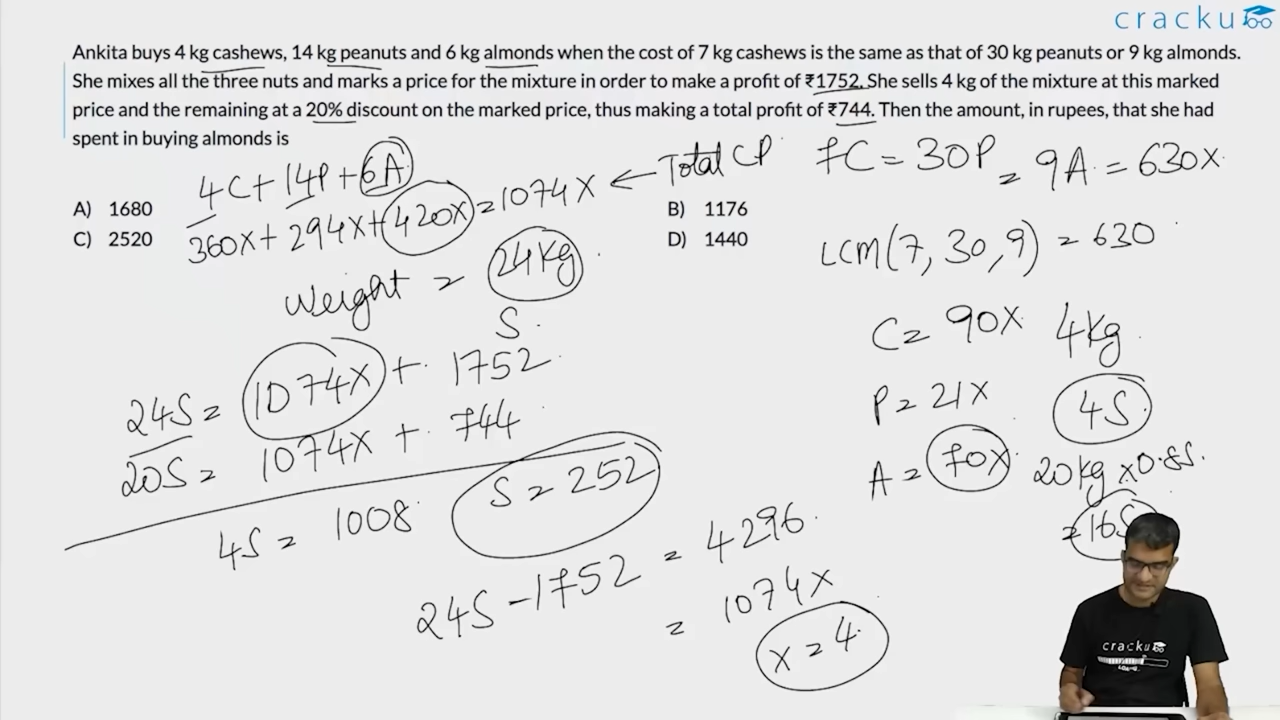 cracku
Ankita buys 4 kg cashews, 14 kg peanuts and 6 kg almonds when the cost of 7 kg cashews is the same as that of 30 kg peanuts or 9 kg almonds.
She mixes all the three nuts and marks a price for the mixture in order to make a profit of ₹1752. She sells 4 kg of the mixture at this marked
price and the remaining at a 20% discount on the marked price, thus making a total profit of ₹744. Then the amount, in rupees, that she had
spent in buying almonds is
A) 1680
B) 1176
C) 2520
D) 1440
4C + 14P + 6A
360x + 294x + 420x = 1074x ← Total CP
Weight = 24kg
S
24S = 1074x + 1752
20S = 1074x + 744
4S = 1008
S = 252
24S - 1752 = 4296
= 1074x
x = 4
7C = 30P = 9A = 630x
LCM(7, 30, 9) = 630
C = 90x
P = 21x
A = 70x
4kg
4S
20kg x 0.8S
= 16S
cracku